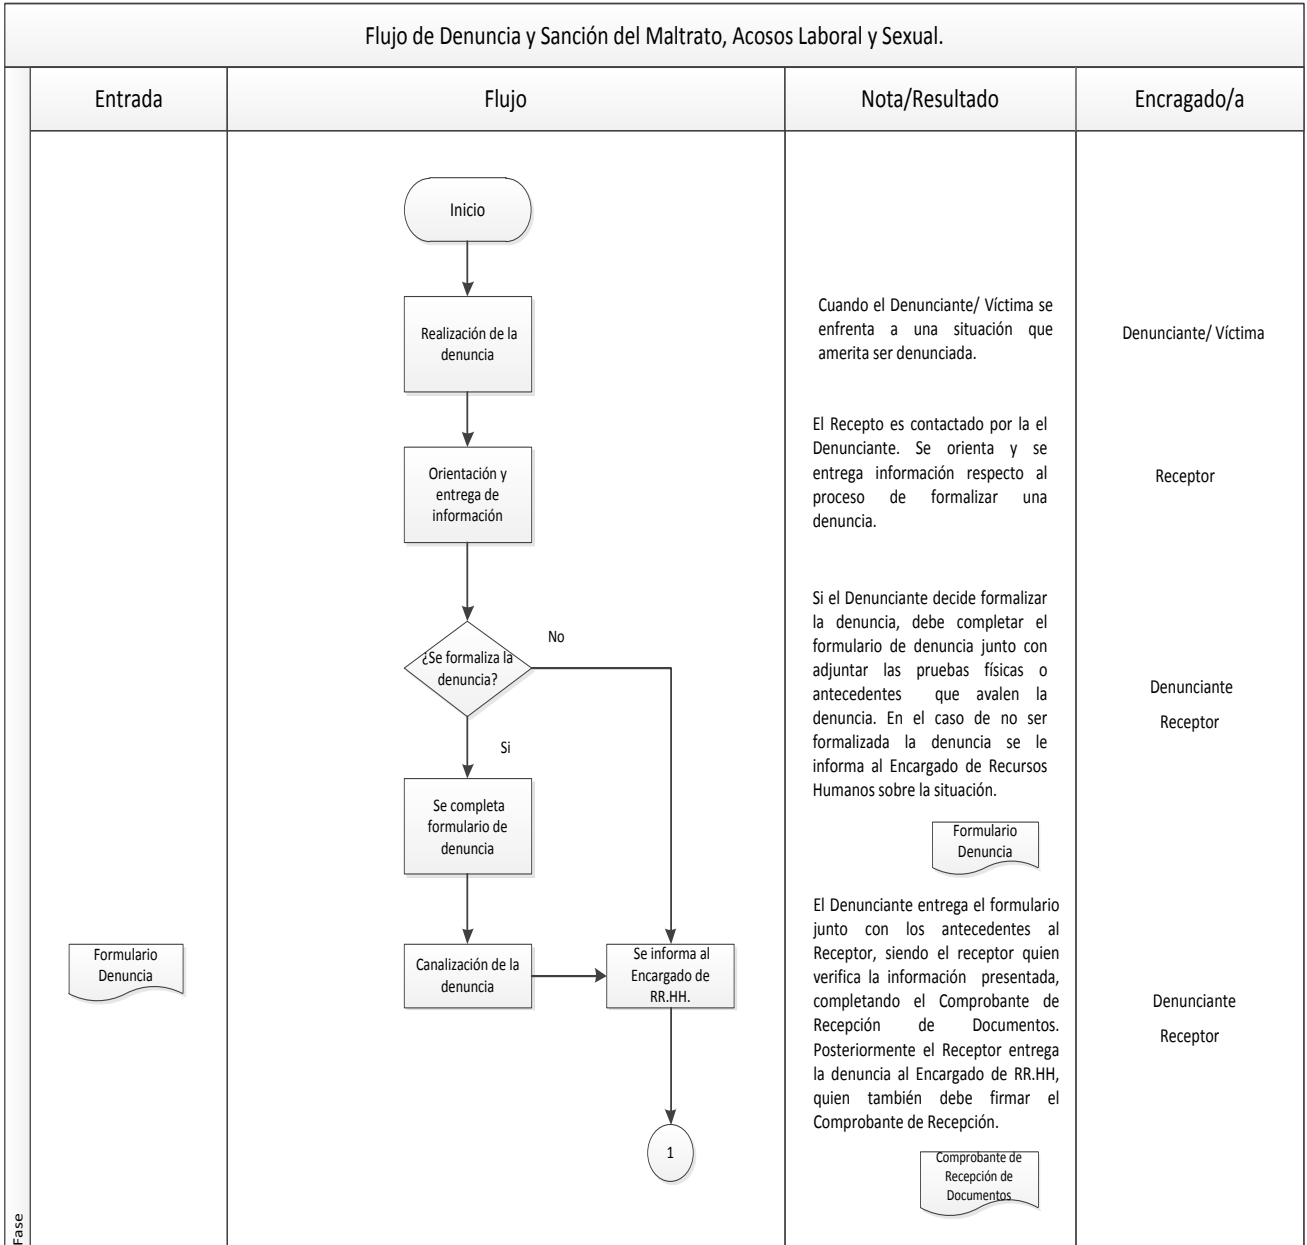 Flujo de Denuncia y Sanción del Maltrato, Acosos Laboral y Sexual.
Entrada
Flujo
Nota/Resultado
Encragado/a
Inicio
Realización de la
denuncia
Cuando el Denunciante/ Víctima se
enfrenta a una situación que
amerita ser denunciada.
Denunciante/ Víctima
Orientación y
entrega de
información
El Recepto es contactado por la el
Denunciante. Se orienta y se
entrega información respecto al
proceso de formalizar una
denuncia.
Receptor
¿Se formaliza la
denuncia?
No
Si
Si el Denunciante decide formalizar
la denuncia, debe completar el
formulario de denuncia junto con
adjuntar las pruebas físicas o
antecedentes que avalen la
denuncia. En el caso de no ser
formalizada la denuncia se le
informa al Encargado de Recursos
Humanos sobre la situación.
Denunciante
Receptor
Se completa
formulario de
denuncia
Formulario
Denuncia
Formulario
Denuncia
Canalización de la
denuncia
Se informa al
Encargado de
RR.HH.
El Denunciante entrega el formulario
junto con los antecedentes al
Receptor, siendo el receptor quien
verifica la información presentada,
completando el Comprobante de
Recepción de Documentos.
Posteriormente el Receptor entrega
la denuncia al Encargado de RR.HH,
quien también debe firmar el
Comprobante de Recepción.
Denunciante
Receptor
1
Comprobante de
Recepción de
Documentos
Fase